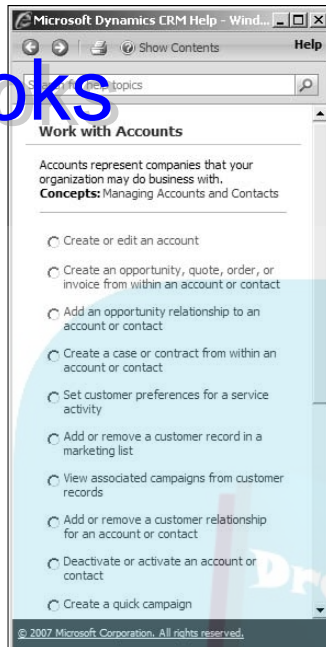 Microsoft Dynamics CRM Help - Wind...
Show Contents
Help
Search for help topics
oks
Work with Accounts
Accounts represent companies that your
organization may do business with.
Concepts: Managing Accounts and Contacts
Create or edit an account
Create an opportunity, quote, order, or
invoice from within an account or contact
Add an opportunity relationship to an
account or contact
Create a case or contract from within an
account or contact
Set customer preferences for a service
activity
Add or remove a customer record in a
marketing list
View associated campaigns from customer
records
Add or remove a customer relationship
for an account or contact
Deactivate or activate an account or
contact
Create a quick campaign
Dre
© 2007 Microsoft Corporation. All rights reserved.